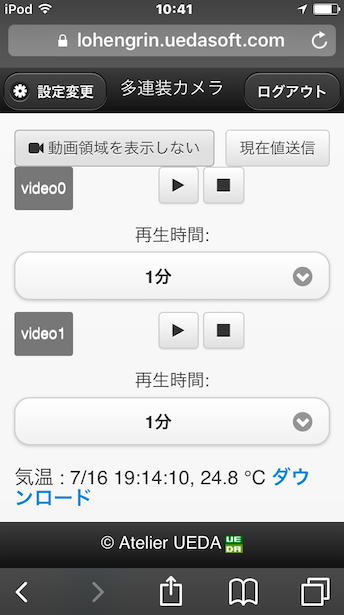 iPod 10:41
lohengrin.uedasoft.com
設定変更 多連装カメラ ログアウト
動画領域を表示しない 現在値送信
video0
再生時間:
1分
video1
再生時間:
1分
気温 : 7/16 19:14:10, 24.8 °C ダウ
ンロード
© Atelier UEDA UE
DA